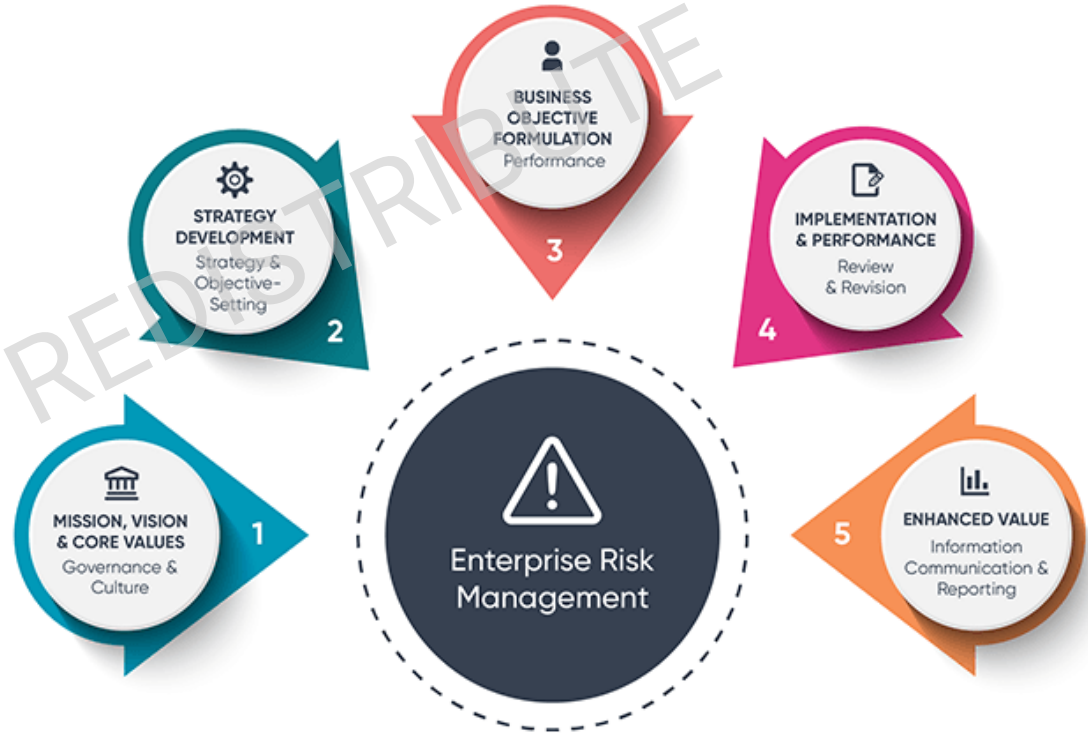 REDISTRIBUTE
BUSINESS
OBJECTIVE
FORMULATION
Performance
3
STRATEGY
DEVELOPMENT
Strategy &
Objective-
Setting
2
IMPLEMENTATION
& PERFORMANCE
Review
& Revision
4
MISSION, VISION
& CORE VALUES
Governance &
Culture
1
Enterprise Risk
Management
ENHANCED VALUE
Information
Communication &
Reporting
5